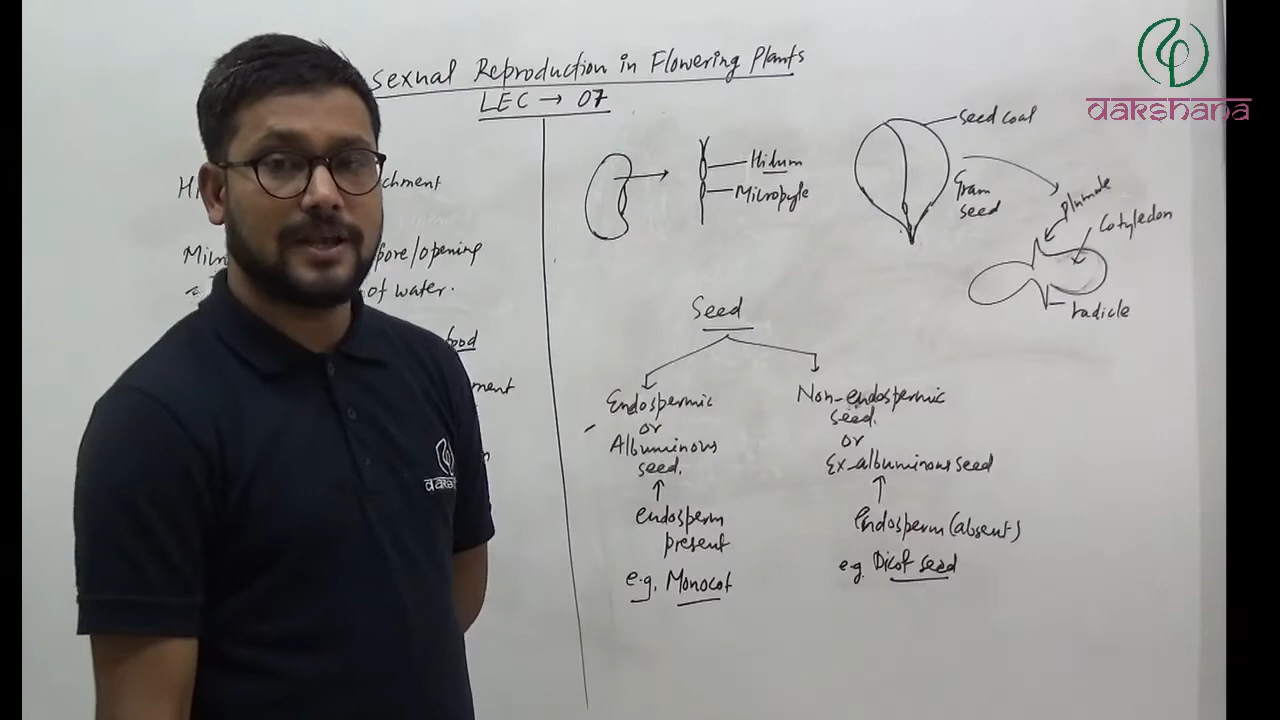 Sexual Reproduction in Flowering Plants
LEC → 07
chment
pore/opening
of water.
food
ment
Hilum
Micropyle
Seed coat
Gram
seed
plumule
Cotyledon
radicle
Seed
Endospermic
or
Albuminous
seed.
endosperm
present
e.g. Monocot
Non-endospermic
seed.
or
Ex-albuminous seed
Endosperm (absent)
e.g. Dicot seed
dakshana
daksh